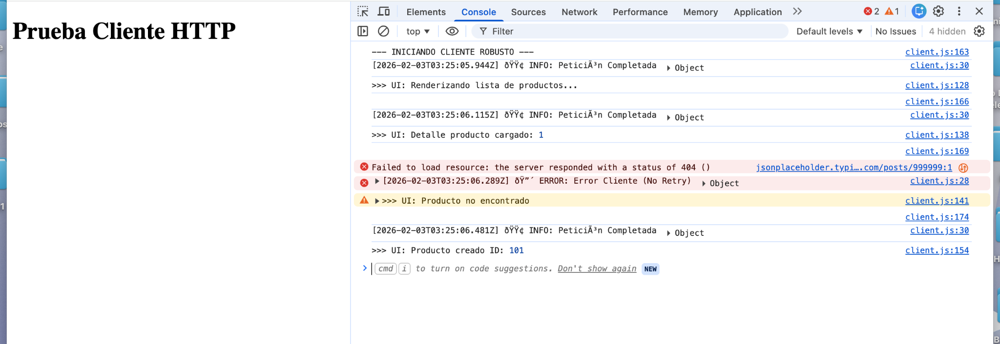 Prueba Cliente HTTP
Elements Console Sources Network Performance Memory Application 2 1
top Filter Default levels No Issues 4 hidden
--- INICIANDO CLIENTE ROBUSTO --- client.js:163
[2026-02-03T03:25:05.944Z] ðŸŸ¢ INFO: PeticiÃ³n Completada Object client.js:30
>>> UI: Renderizando lista de productos... client.js:128
client.js:166
[2026-02-03T03:25:06.115Z] ðŸŸ¢ INFO: PeticiÃ³n Completada Object client.js:30
>>> UI: Detalle producto cargado: 1 client.js:138
client.js:169
Failed to load resource: the server responded with a status of 404 () jsonplaceholder.typi….com/posts/999999:1
[2026-02-03T03:25:06.289Z] ðŸ”´ ERROR: Error Cliente (No Retry) Object client.js:28
>>> UI: Producto no encontrado client.js:141
client.js:174
[2026-02-03T03:25:06.481Z] ðŸŸ¢ INFO: PeticiÃ³n Completada Object client.js:30
>>> UI: Producto creado ID: 101 client.js:154
cmd i to turn on code suggestions. Don't show again NEW